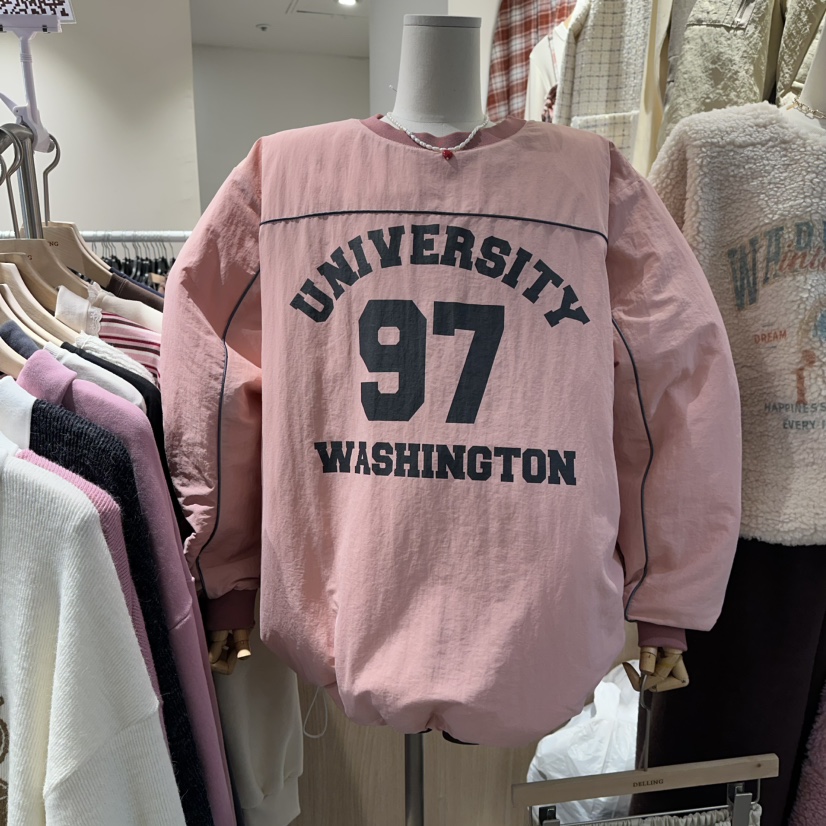 UNIVERSITY
97
WASHINGTON
DREAM
HAPPINESS
EVERY
DELLING